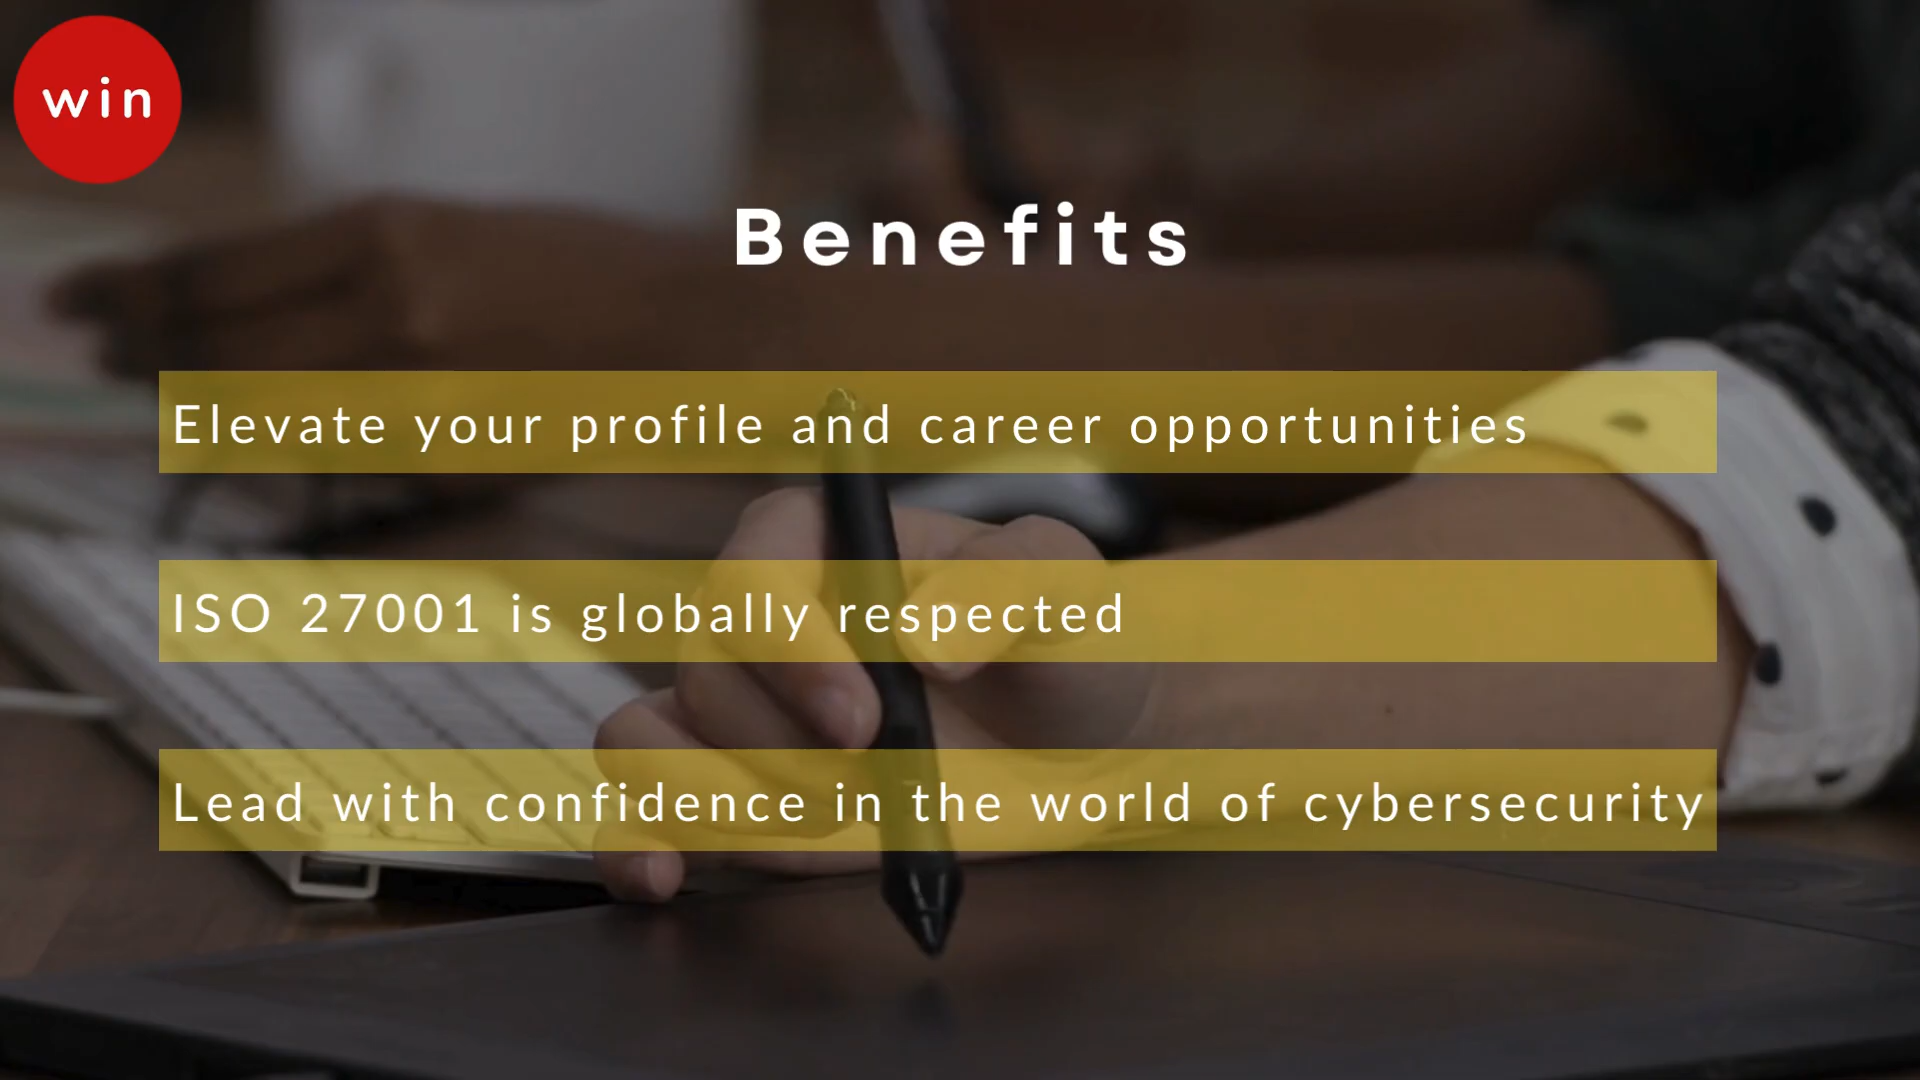 win
Benefits
Elevate your profile and career opportunities
ISO 27001 is globally respected
Lead with confidence in the world of cybersecurity